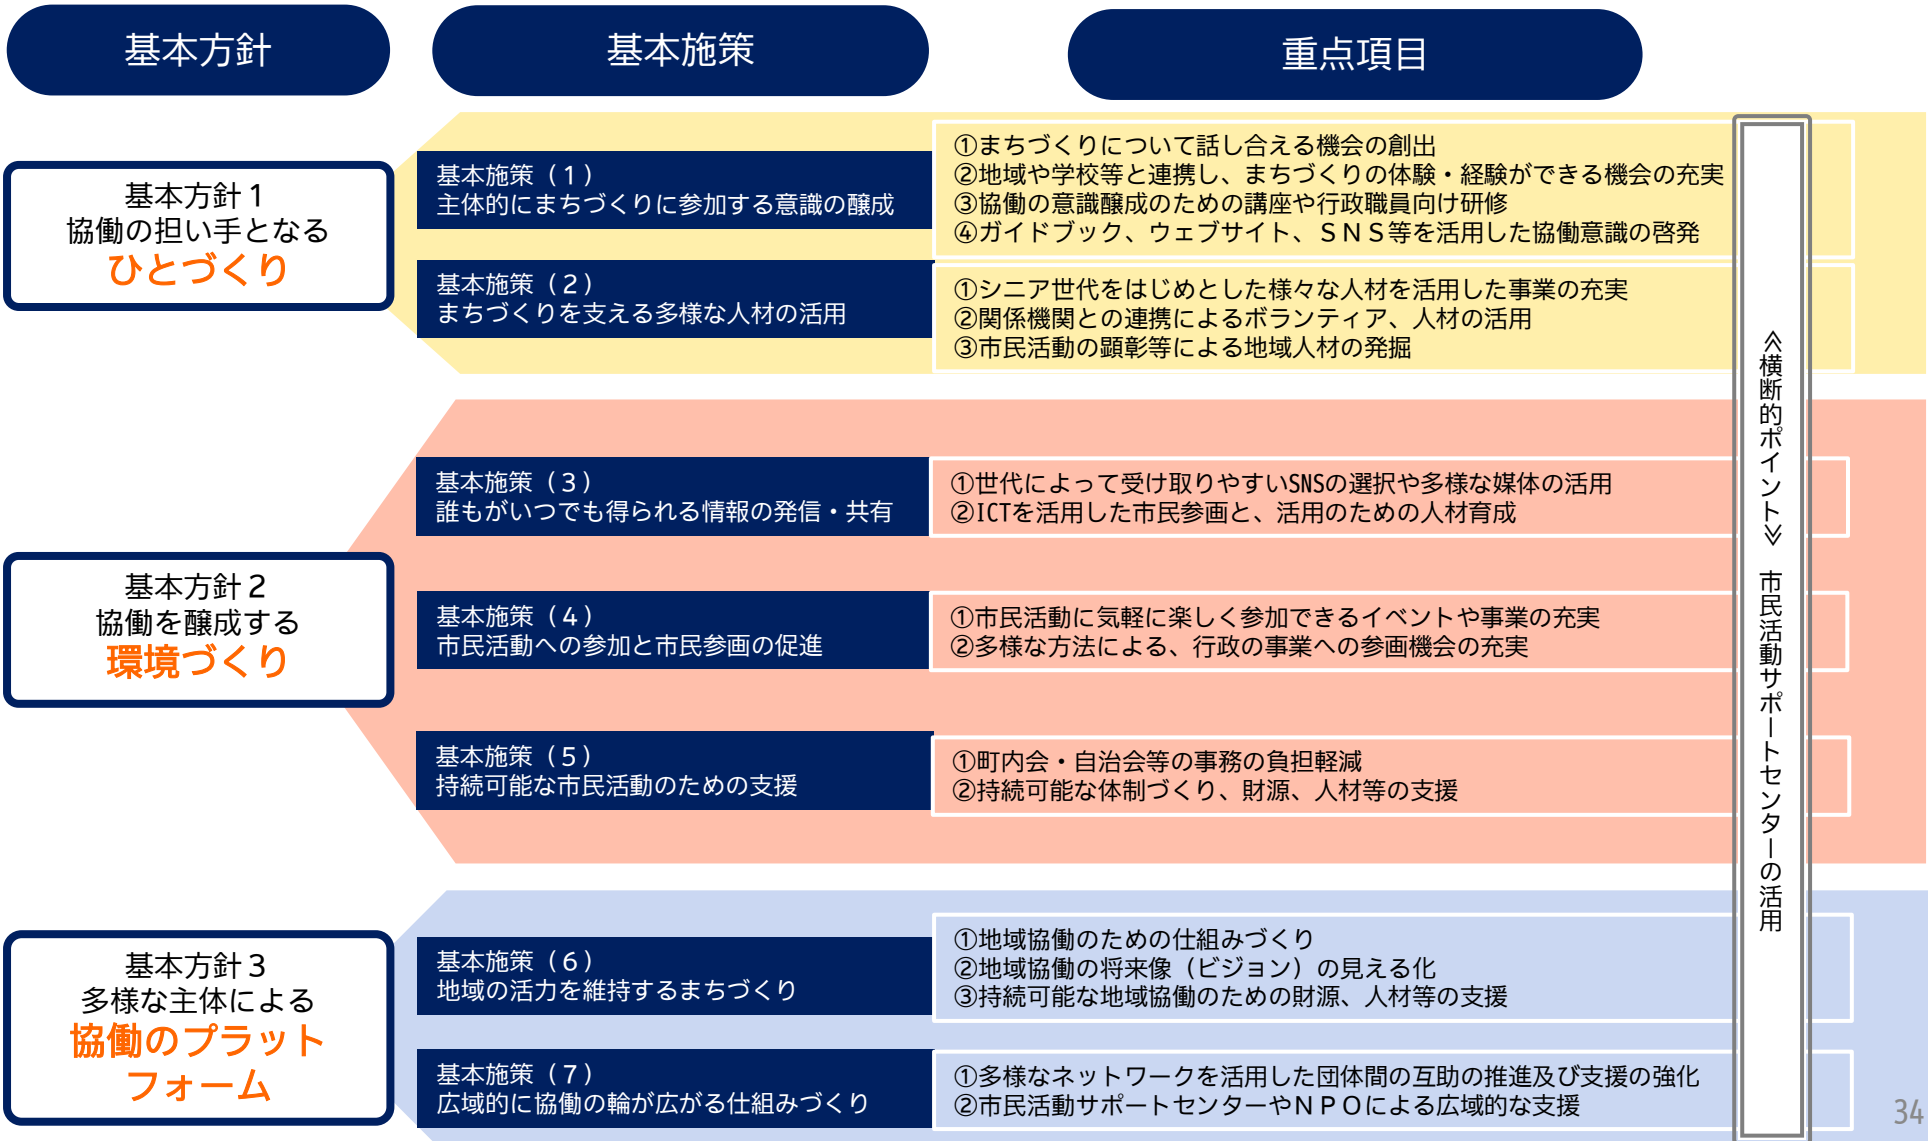 基本方針
基本施策
重点項目
基本方針１
協働の担い手となる
ひとづくり
基本施策（１）
主体的にまちづくりに参加する意識の醸成
①まちづくりについて話し合える機会の創出
②地域や学校等と連携し、まちづくりの体験・経験ができる機会の充実
③協働の意識醸成のための講座や行政職員向け研修
④ガイドブック、ウェブサイト、ＳＮＳ等を活用した協働意識の啓発
基本施策（２）
まちづくりを支える多様な人材の活用
①シニア世代をはじめとした様々な人材を活用した事業の充実
②関係機関との連携によるボランティア、人材の活用
③市民活動の顕彰等による地域人材の発掘
基本方針２
協働を醸成する
環境づくり
基本施策（３）
誰もがいつでも得られる情報の発信・共有
①世代によって受け取りやすいSNSの選択や多様な媒体の活用
②ICTを活用した市民参画と、活用のための人材育成
基本施策（４）
市民活動への参加と市民参画の促進
①市民活動に気軽に楽しく参加できるイベントや事業の充実
②多様な方法による、行政の事業への参画機会の充実
基本施策（５）
持続可能な市民活動のための支援
①町内会・自治会等の事務の負担軽減
②持続可能な体制づくり、財源、人材等の支援
基本方針３
多様な主体による
協働のプラット
フォーム
基本施策（６）
地域の活力を維持するまちづくり
①地域協働のための仕組みづくり
②地域協働の将来像（ビジョン）の見える化
③持続可能な地域協働のための財源、人材等の支援
基本施策（７）
広域的に協働の輪が広がる仕組みづくり
①多様なネットワークを活用した団体間の互助の推進及び支援の強化
②市民活動サポートセンターやＮＰＯによる広域的な支援
≪横断的ポイント≫　市民活動サポートセンターの活用
34